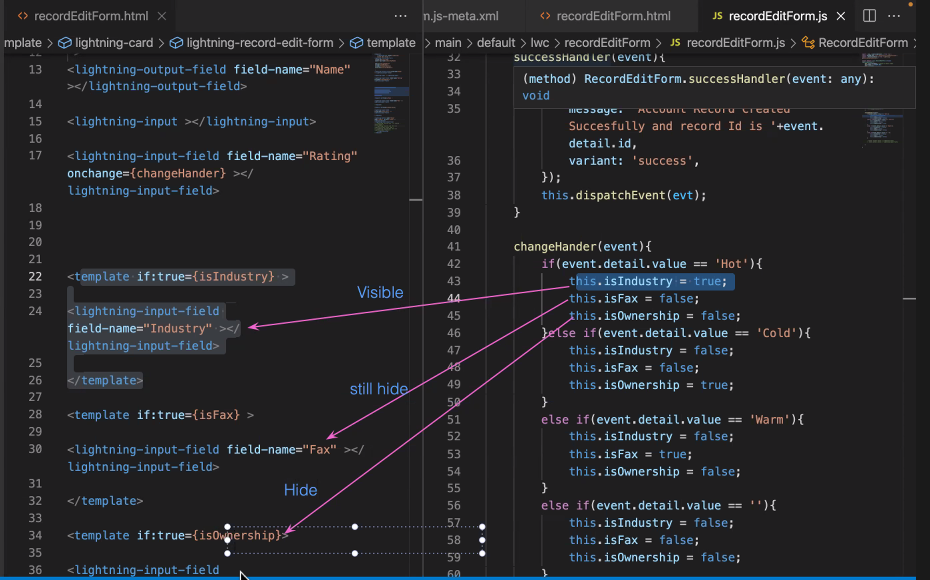 <> recordEditForm.html × ···
mplate > lightning-card > lightning-record-edit-form > template
13 <lightning-output-field field-name="Name"
></lightning-output-field>
14
15 <lightning-input ></lightning-input>
16
17 <lightning-input-field field-name="Rating"
onchange={changeHander} ></
lightning-input-field>
18
19
20
21
22 <template if:true={isIndustry} >
23
24 <lightning-input-field
field-name="Industry" ></
lightning-input-field>
25
26 </template>
27
28 <template if:true={isFax} >
29
30 <lightning-input-field field-name="Fax" ></
lightning-input-field>
31
32 </template>
33
34 <template if:true={isOwnership}>
35
36 <lightning-input-field
Visible
still hide
Hide
m.js-meta.xml <> recordEditForm.html JS recordEditForm.js × ···
> main > default > lwc > recordEditForm > JS recordEditForm.js > RecordEditForm >
32 successHandler(event){
33 (method) RecordEditForm.successHandler(event: any):
34 void
35 message: 'Account Record Created
Succesfully and record Id is '+event.
detail.id,
36 variant: 'success',
37 });
38 this.dispatchEvent(evt);
39 }
40
41 changeHander(event){
42 if(event.detail.value == 'Hot'){
43 this.isIndustry = true;
44 this.isFax = false;
45 this.isOwnership = false;
46 }else if(event.detail.value == 'Cold'){
47 this.isIndustry = false;
48 this.isFax = false;
49 this.isOwnership = true;
50 }
51 else if(event.detail.value == 'Warm'){
52 this.isIndustry = false;
53 this.isFax = true;
54 this.isOwnership = false;
55 }
56 else if(event.detail.value == ''){
57 this.isIndustry = false;
58 this.isFax = false;
59 this.isOwnership = false;
60 }